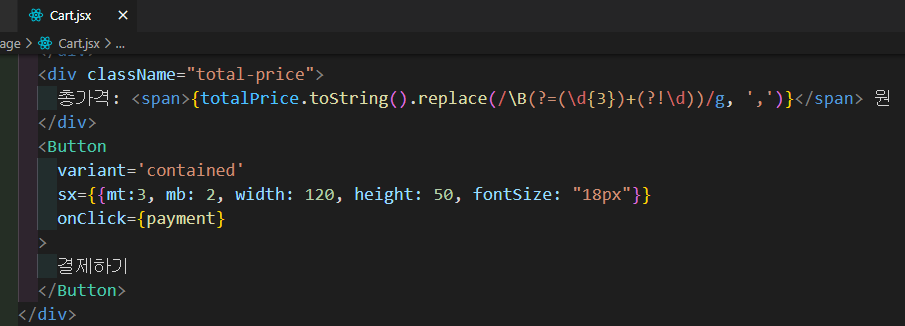 Cart.jsx
age > Cart.jsx > ...
<div className="total-price">
총가격: <span>{totalPrice.toString().replace(/\B(?=(\d{3})+(?!\d))/g, ',')}</span> 원
</div>
<Button
variant='contained'
sx={{mt:3, mb: 2, width: 120, height: 50, fontSize: "18px"}}
onClick={payment}
>
결제하기
</Button>
</div>